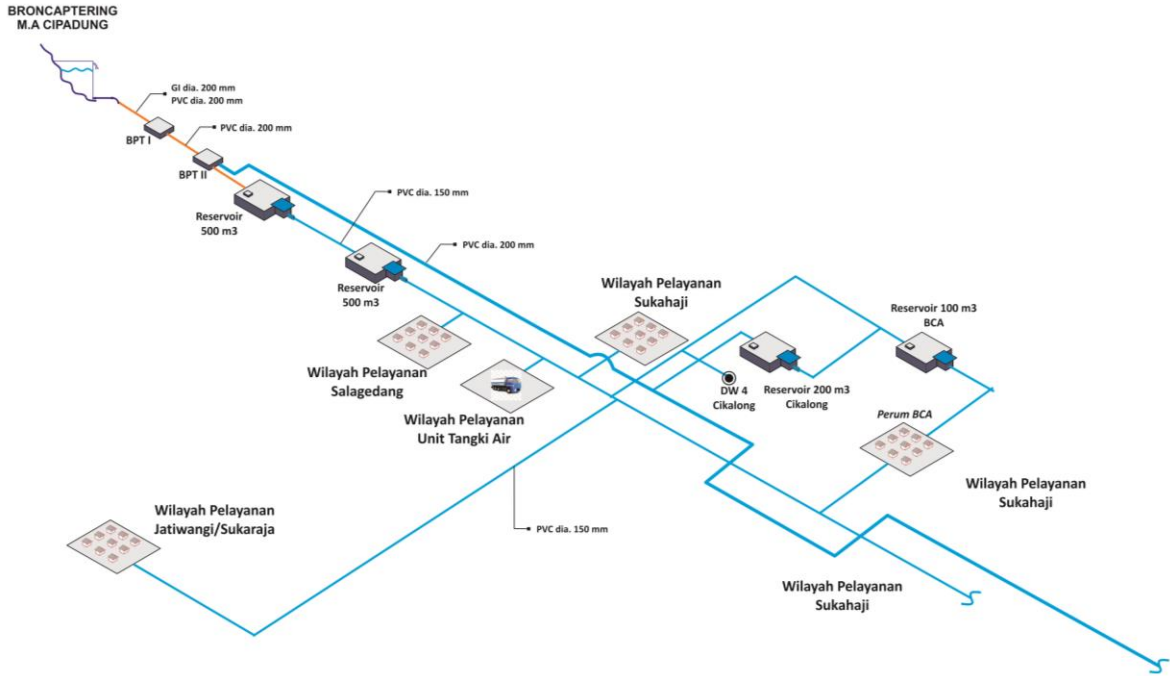 BRONCAPTERING
M.A CIPADUNG
GI dia. 200 mm
PVC dia. 200 mm
BPT I
PVC dia. 200 mm
BPT II
Reservoir
500 m3
PVC dia. 150 mm
PVC dia. 200 mm
Reservoir
500 m3
Wilayah Pelayanan
Sukahaji
Reservoir 100 m3
BCA
Wilayah Pelayanan
Salagedang
Wilayah Pelayanan
Unit Tangki Air
DW 4
Cikalong
Reservoir 200 m3
Cikalong
Perum BCA
Wilayah Pelayanan
Sukahaji
Wilayah Pelayanan
Jatiwangi/Sukaraja
PVC dia. 150 mm
Wilayah Pelayanan
Sukahaji